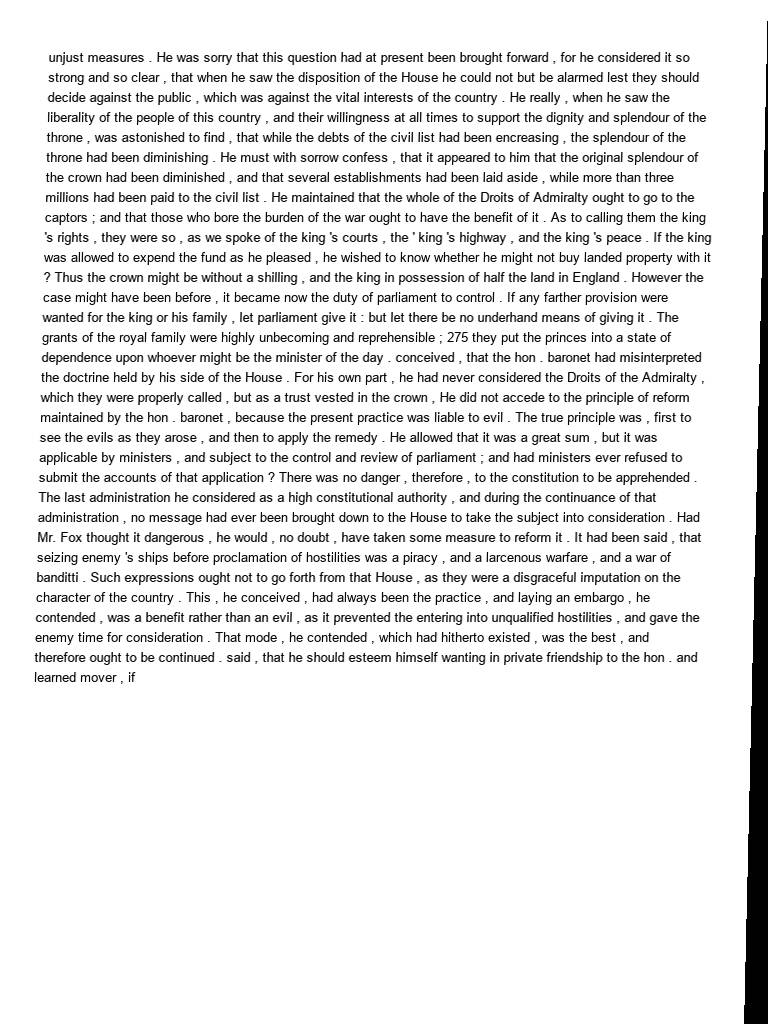 unjust measures . He was sorry that this question had at present been brought forward , for he considered it so
strong and so clear , that when he saw the disposition of the House he could not but be alarmed lest they should
decide against the public , which was against the vital interests of the country . He really , when he saw the
liberality of the people of this country , and their willingness at all times to support the dignity and splendour of the
throne , was astonished to find , that while the debts of the civil list had been encreasing , the splendour of the
throne had been diminishing . He must with sorrow confess , that it appeared to him that the original splendour of
the crown had been diminished , and that several establishments had been laid aside , while more than three
millions had been paid to the civil list . He maintained that the whole of the Droits of Admiralty ought to go to the
captors ; and that those who bore the burden of the war ought to have the benefit of it . As to calling them the king
's rights , they were so , as we spoke of the king 's courts , the ' king 's highway , and the king 's peace . If the king
was allowed to expend the fund as he pleased , he wished to know whether he might not buy landed property with it
? Thus the crown might be without a shilling , and the king in possession of half the land in England . However the
case might have been before , it became now the duty of parliament to control . If any farther provision were
wanted for the king or his family , let parliament give it : but let there be no underhand means of giving it . The
grants of the royal family were highly unbecoming and reprehensible ; 275 they put the princes into a state of
dependence upon whoever might be the minister of the day . conceived , that the hon . baronet had misinterpreted
the doctrine held by his side of the House . For his own part , he had never considered the Droits of the Admiralty ,
which they were properly called , but as a trust vested in the crown , He did not accede to the principle of reform
maintained by the hon . baronet , because the present practice was liable to evil . The true principle was , first to
see the evils as they arose , and then to apply the remedy . He allowed that it was a great sum , but it was
applicable by ministers , and subject to the control and review of parliament ; and had ministers ever refused to
submit the accounts of that application ? There was no danger , therefore , to the constitution to be apprehended .
The last administration he considered as a high constitutional authority , and during the continuance of that
administration , no message had ever been brought down to the House to take the subject into consideration . Had
Mr. Fox thought it dangerous , he would , no doubt , have taken some measure to reform it . It had been said , that
seizing enemy 's ships before proclamation of hostilities was a piracy , and a larcenous warfare , and a war of
banditti . Such expressions ought not to go forth from that House , as they were a disgraceful imputation on the
character of the country . This , he conceived , had always been the practice , and laying an embargo , he
contended , was a benefit rather than an evil , as it prevented the entering into unqualified hostilities , and gave the
enemy time for consideration . That mode , he contended , which had hitherto existed , was the best , and
therefore ought to be continued . said , that he should esteem himself wanting in private friendship to the hon . and
learned mover , if